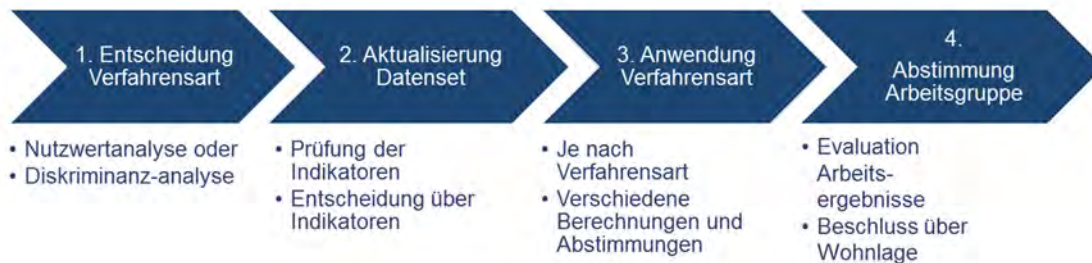 1. Entscheidung
Verfahrensart
• Nutzwertanalyse oder
• Diskriminanz-analyse
2. Aktualisierung
Datenset
• Prüfung der
Indikatoren
• Entscheidung über
Indikatoren
3. Anwendung
Verfahrensart
• Je nach
Verfahrensart
• Verschiedene
Berechnungen und
Abstimmungen
4.
Abstimmung
Arbeitsgruppe
• Evaluation
Arbeits-
ergebnisse
• Beschluss über
Wohnlage